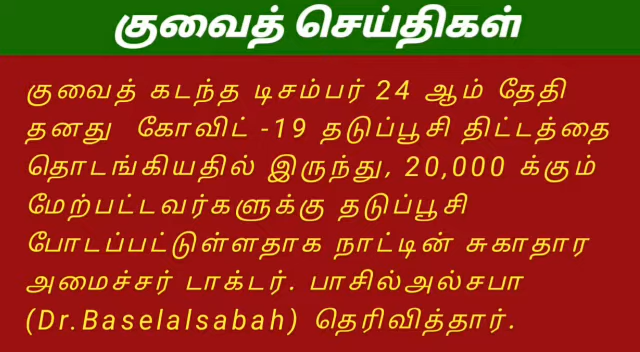 குவைத் செய்திகள்
குவைத் கடந்த டிசம்பர் 24 ஆம் தேதி
தனது கோவிட் -19 தடுப்பூசி திட்டத்தை
தொடங்கியதில் இருந்து, 20,000 க்கும்
மேற்பட்டவர்களுக்கு தடுப்பூசி
போடப்பட்டுள்ளதாக நாட்டின் சுகாதார
அமைச்சர் டாக்டர். பாசில்அல்சபா
(Dr.Baselalsabah) தெரிவித்தார்.